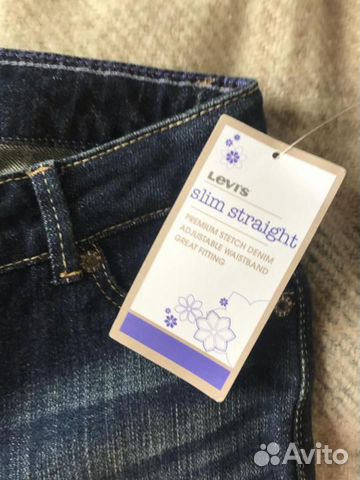 Levi's
slim straight
PREMIUM STETCH DENIM
ADJUSTABLE WAISTBAND
GREAT FITTING
Avito